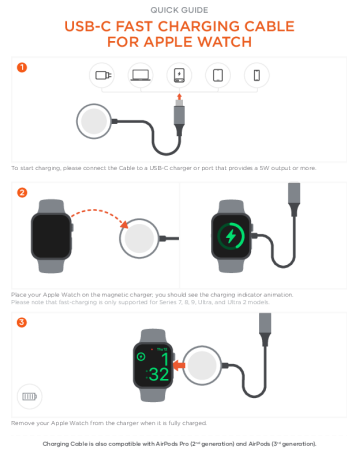 QUICK GUIDE
USB-C FAST CHARGING CABLE
FOR APPLE WATCH
1
To start charging, please connect the Cable to a USB-C charger or port that provides a 5W output or more.
2
Place your Apple Watch on the magnetic charger, you should see the charging indicator animation.
Please note that fast-charging is only supported for Series 7, 8, 9, Ultra, and Ultra 2 models.
3
1
:32
Remove your Apple Watch from the charger when it is fully charged.
Charging Cable is also compatible with AirPods Pro (2nd generation) and AirPods (3rd generation).